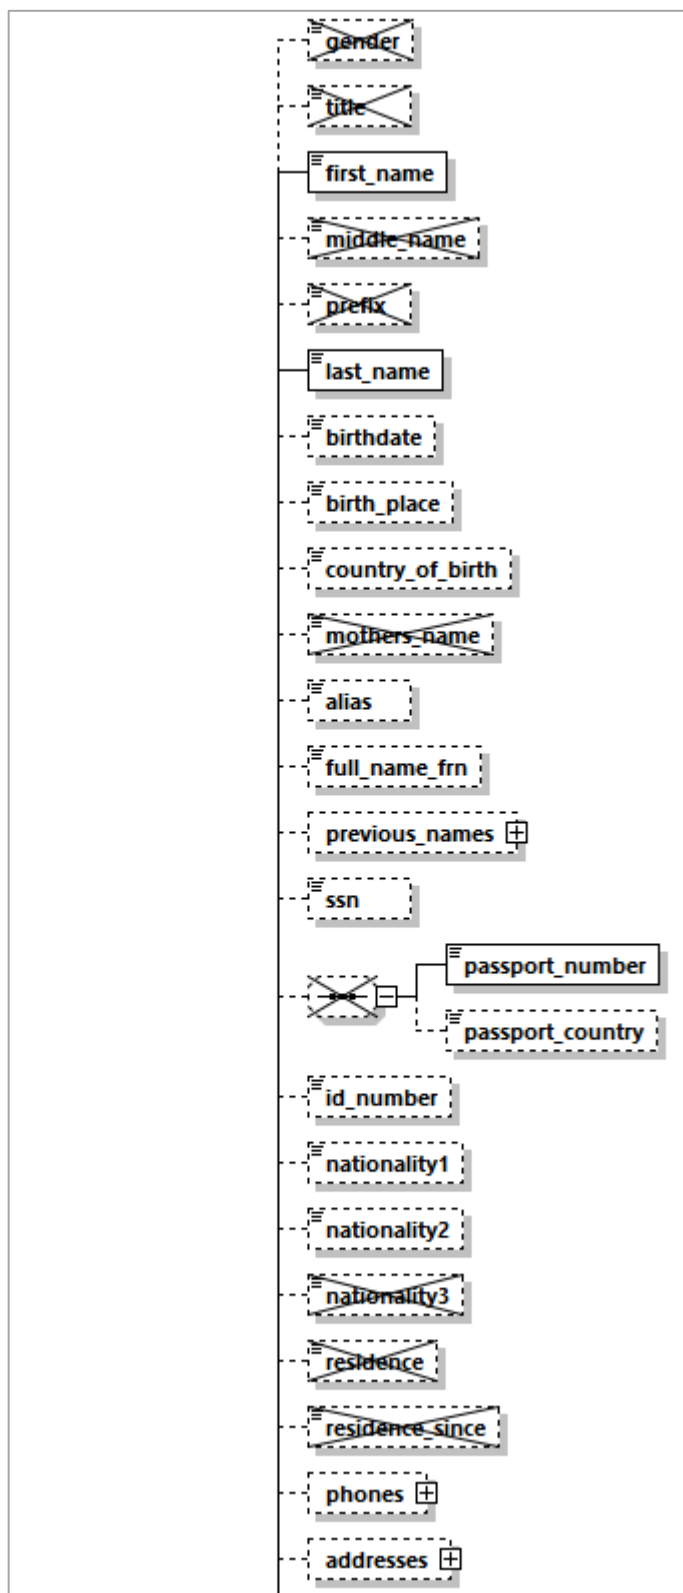 gender
title
first_name
middle_name
prefix
last_name
birthdate
birth_place
country_of_birth
mothers_name
alias
full_name_frn
previous_names
ssn
passport_number
passport_country
id_number
nationality1
nationality2
nationality3
residence
residence_since
phones
addresses